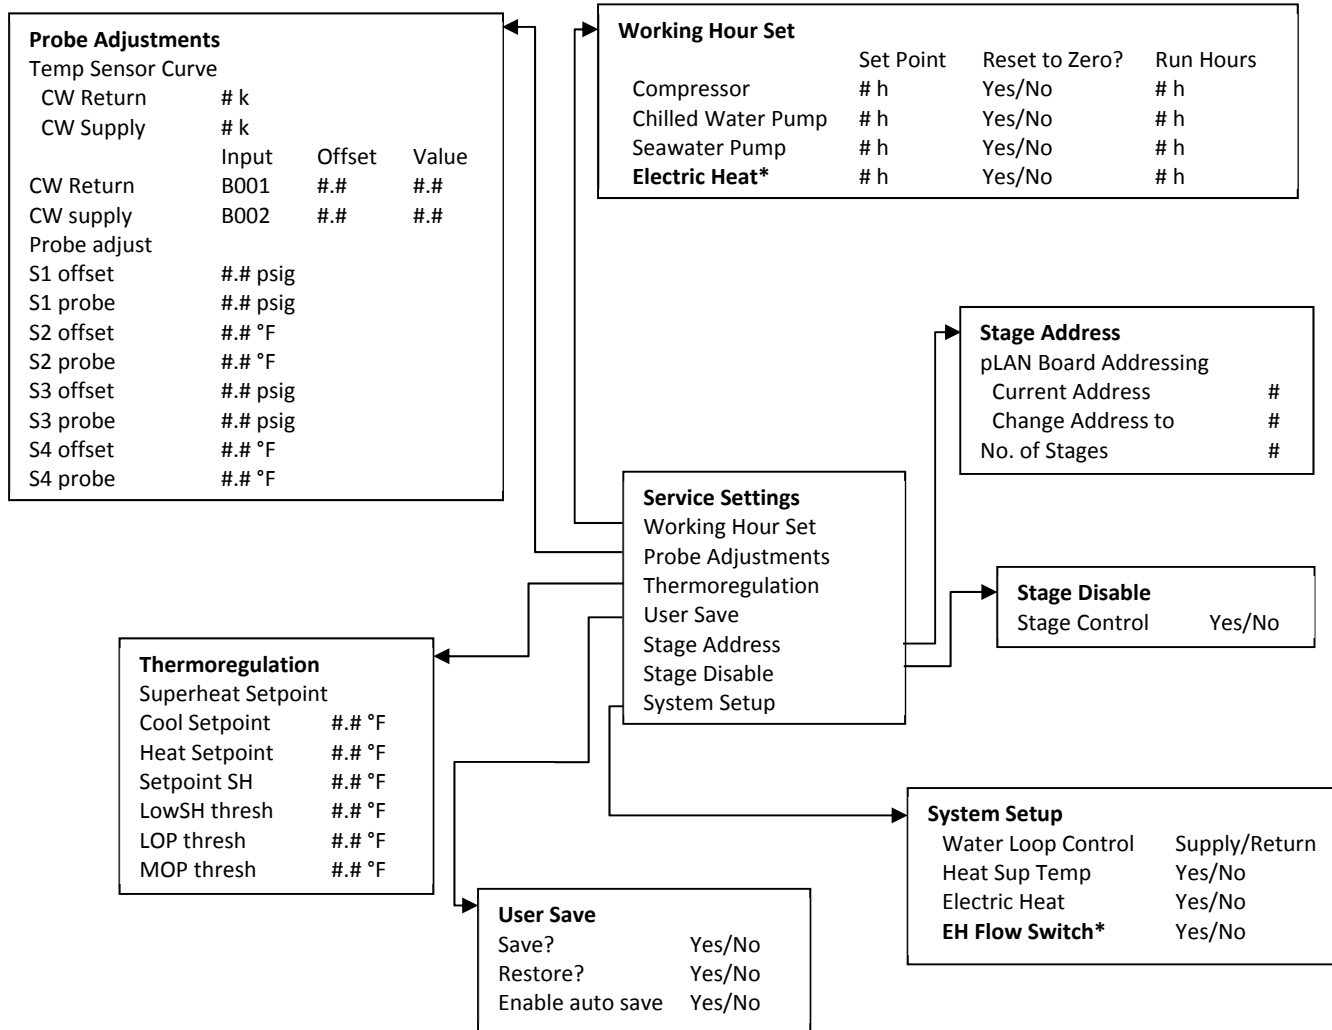 Probe Adjustments
Temp Sensor Curve
CW Return # k
CW Supply # k
Input Offset Value
CW Return B001 #.# #.#
CW supply B002 #.# #.#
Probe adjust
S1 offset #.# psig
S1 probe #.# psig
S2 offset #.# °F
S2 probe #.# °F
S3 offset #.# psig
S3 probe #.# psig
S4 offset #.# °F
S4 probe #.# °F
Working Hour Set
Set Point Reset to Zero? Run Hours
Compressor # h Yes/No # h
Chilled Water Pump # h Yes/No # h
Seawater Pump # h Yes/No # h
Electric Heat* # h Yes/No # h
Stage Address
pLAN Board Addressing
Current Address #
Change Address to #
No. of Stages #
Service Settings
Working Hour Set
Probe Adjustments
Thermoregulation
User Save
Stage Address
Stage Disable
System Setup
Stage Disable
Stage Control Yes/No
Thermoregulation
Superheat Setpoint
Cool Setpoint #.# °F
Heat Setpoint #.# °F
Setpoint SH #.# °F
LowSH thresh #.# °F
LOP thresh #.# °F
MOP thresh #.# °F
System Setup
Water Loop Control Supply/Return
Heat Sup Temp Yes/No
Electric Heat Yes/No
EH Flow Switch* Yes/No
User Save
Save? Yes/No
Restore? Yes/No
Enable auto save Yes/No